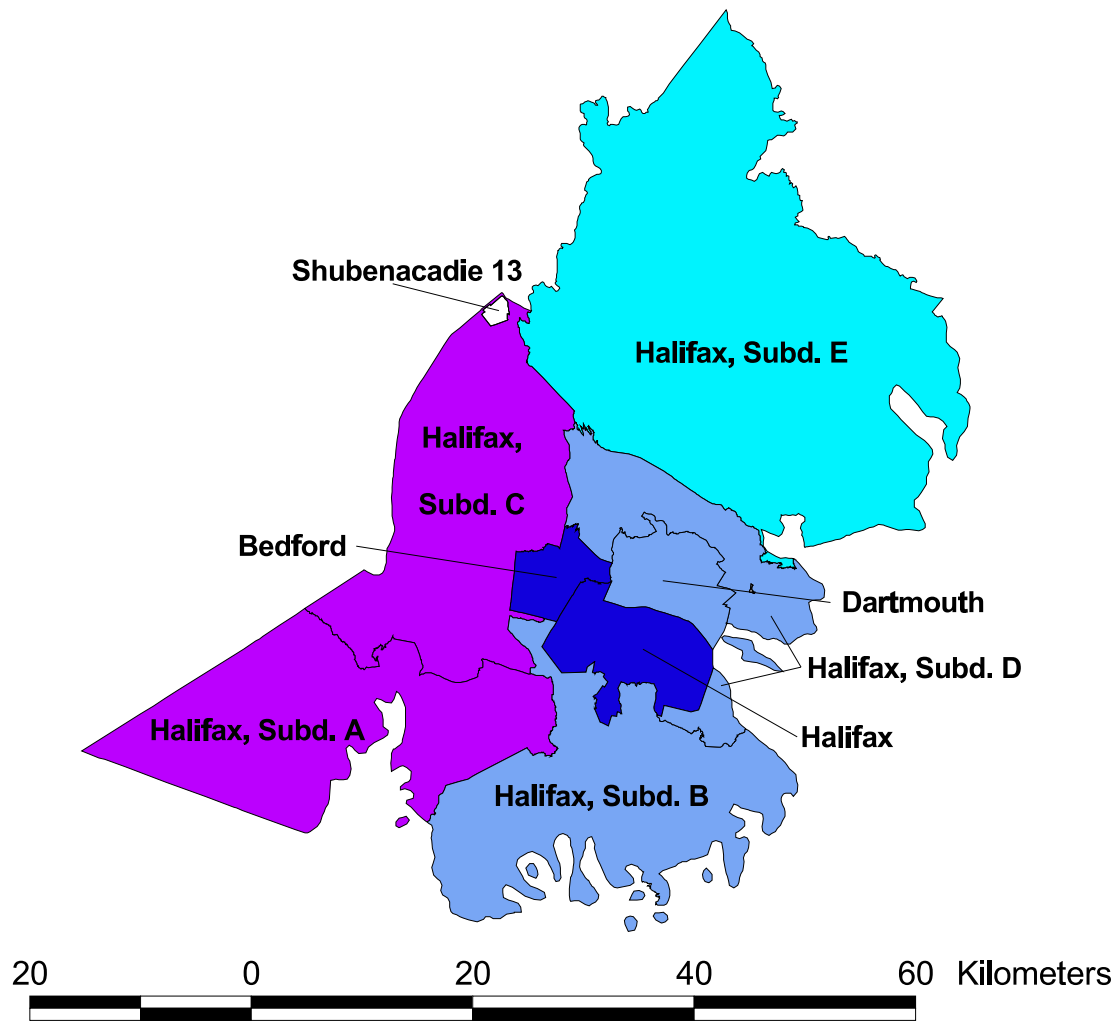 Shubenacadie 13
Halifax, Subd. E
Halifax,
Subd. C
Bedford
Dartmouth
Halifax, Subd. D
Halifax, Subd. A
Halifax
Halifax, Subd. B
20 0 20 40 60 Kilometers